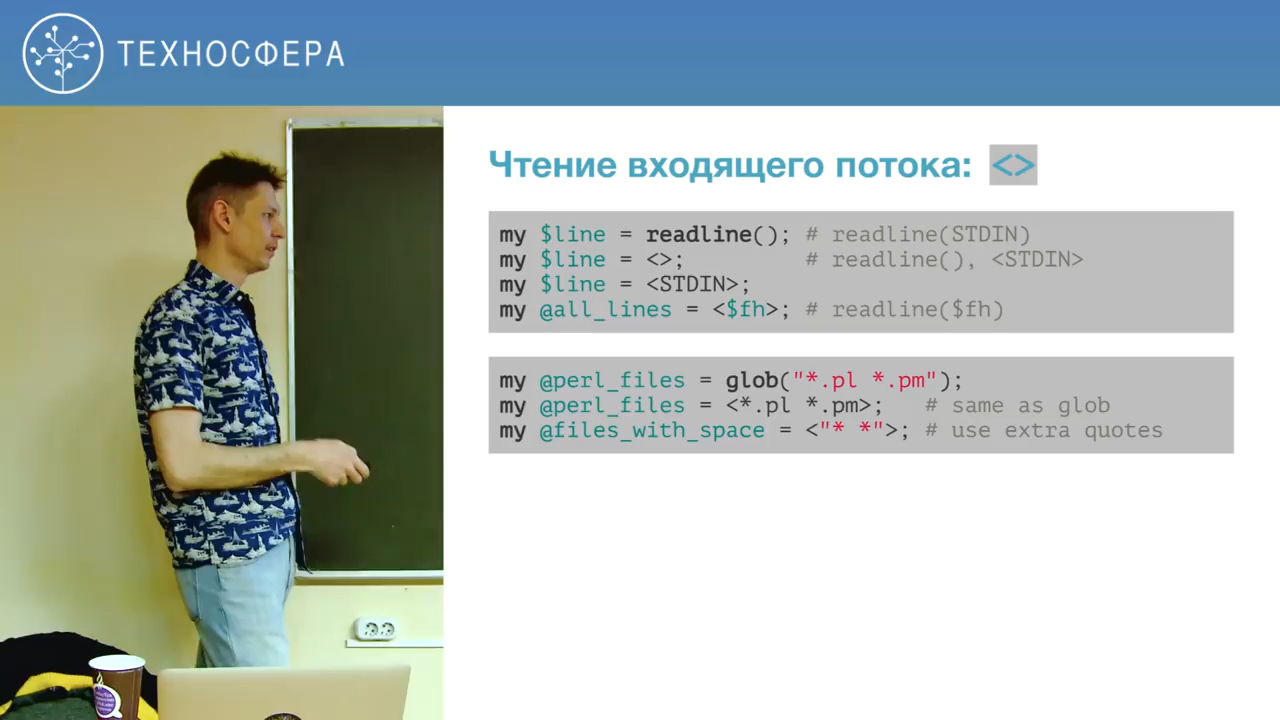 ТЕХНОСФЕРА
Чтение входящего потока: <>
my $line = readline(); # readline(STDIN)
my $line = <>;         # readline(), <STDIN>
my $line = <STDIN>;
my @all_lines = <$fh>; # readline($fh)
my @perl_files = glob("*.pl *.pm");
my @perl_files = <*.pl *.pm>;   # same as glob
my @files_with_space = <"* *">; # use extra quotes